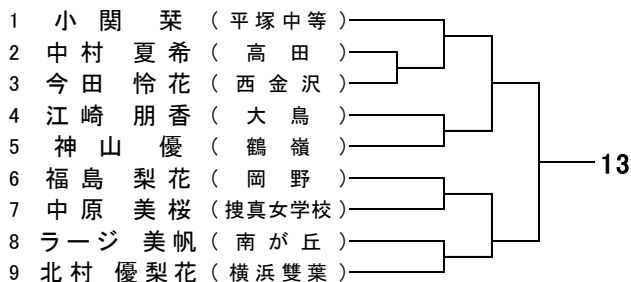 1 小関 栞 (平塚中等)
2 中村 夏希 (高田)
3 今田 怜花 (西金沢)
4 江崎 朋香 (大鳥)
5 神山 優 (鶴嶺)
6 福島 梨花 (岡野)
7 中原 美桜 (捜真女学校)
8 ラージ 美帆 (南が丘)
9 北村 優梨花 (横浜雙葉)
13